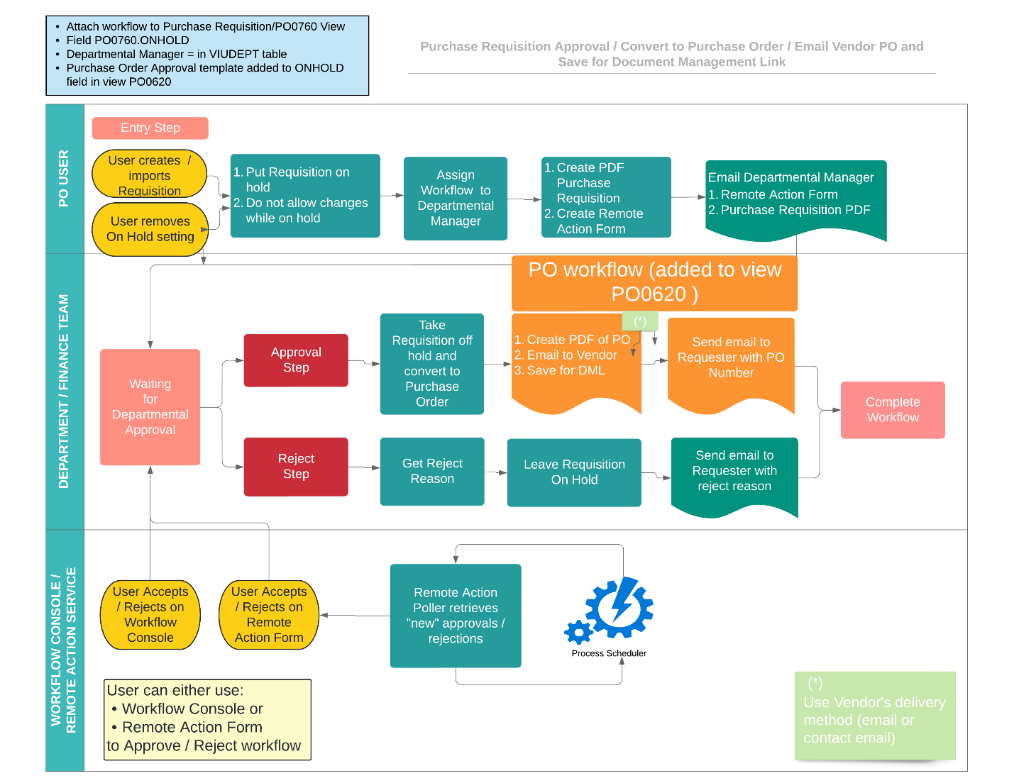 • Attach workflow to Purchase Requisition/PO0760 View
• Field PO0760.ONHOLD
• Departmental Manager = in VIUDEPT table
• Purchase Order Approval template added to ONHOLD
field in view PO0620
Purchase Requisition Approval / Convert to Purchase Order / Email Vendor PO and
Save for Document Management Link
PO USER
Entry Step
User creates /
imports
Requisition
User removes
On Hold setting
1. Put Requisition on
hold
2. Do not allow changes
while on hold
Assign
Workflow to
Departmental
Manager
1. Create PDF
Purchase
Requisition
2. Create Remote
Action Form
Email Departmental Manager
1. Remote Action Form
2. Purchase Requisition PDF
DEPARTMENT / FINANCE TEAM
PO workflow (added to view
PO0620 )
Waiting
for
Departmental
Approval
Approval
Step
Take
Requisition off
hold and
convert to
Purchase
Order
(*)
1. Create PDF of PO
2. Email to Vendor
3. Save for DML
Send email to
Requester with PO
Number
Complete
Workflow
Reject
Step
Get Reject
Reason
Leave Requisition
On Hold
Send email to
Requester with
reject reason
WORKFLOW CONSOLE /
REMOTE ACTION SERVICE
User Accepts
/ Rejects on
Workflow
Console
User Accepts
/ Rejects on
Remote
Action Form
Remote Action
Poller retrieves
"new" approvals /
rejections
Process Scheduler
User can either use:
• Workflow Console or
• Remote Action Form
to Approve / Reject workflow
(*)
Use Vendor's delivery
method (email or
contact email)